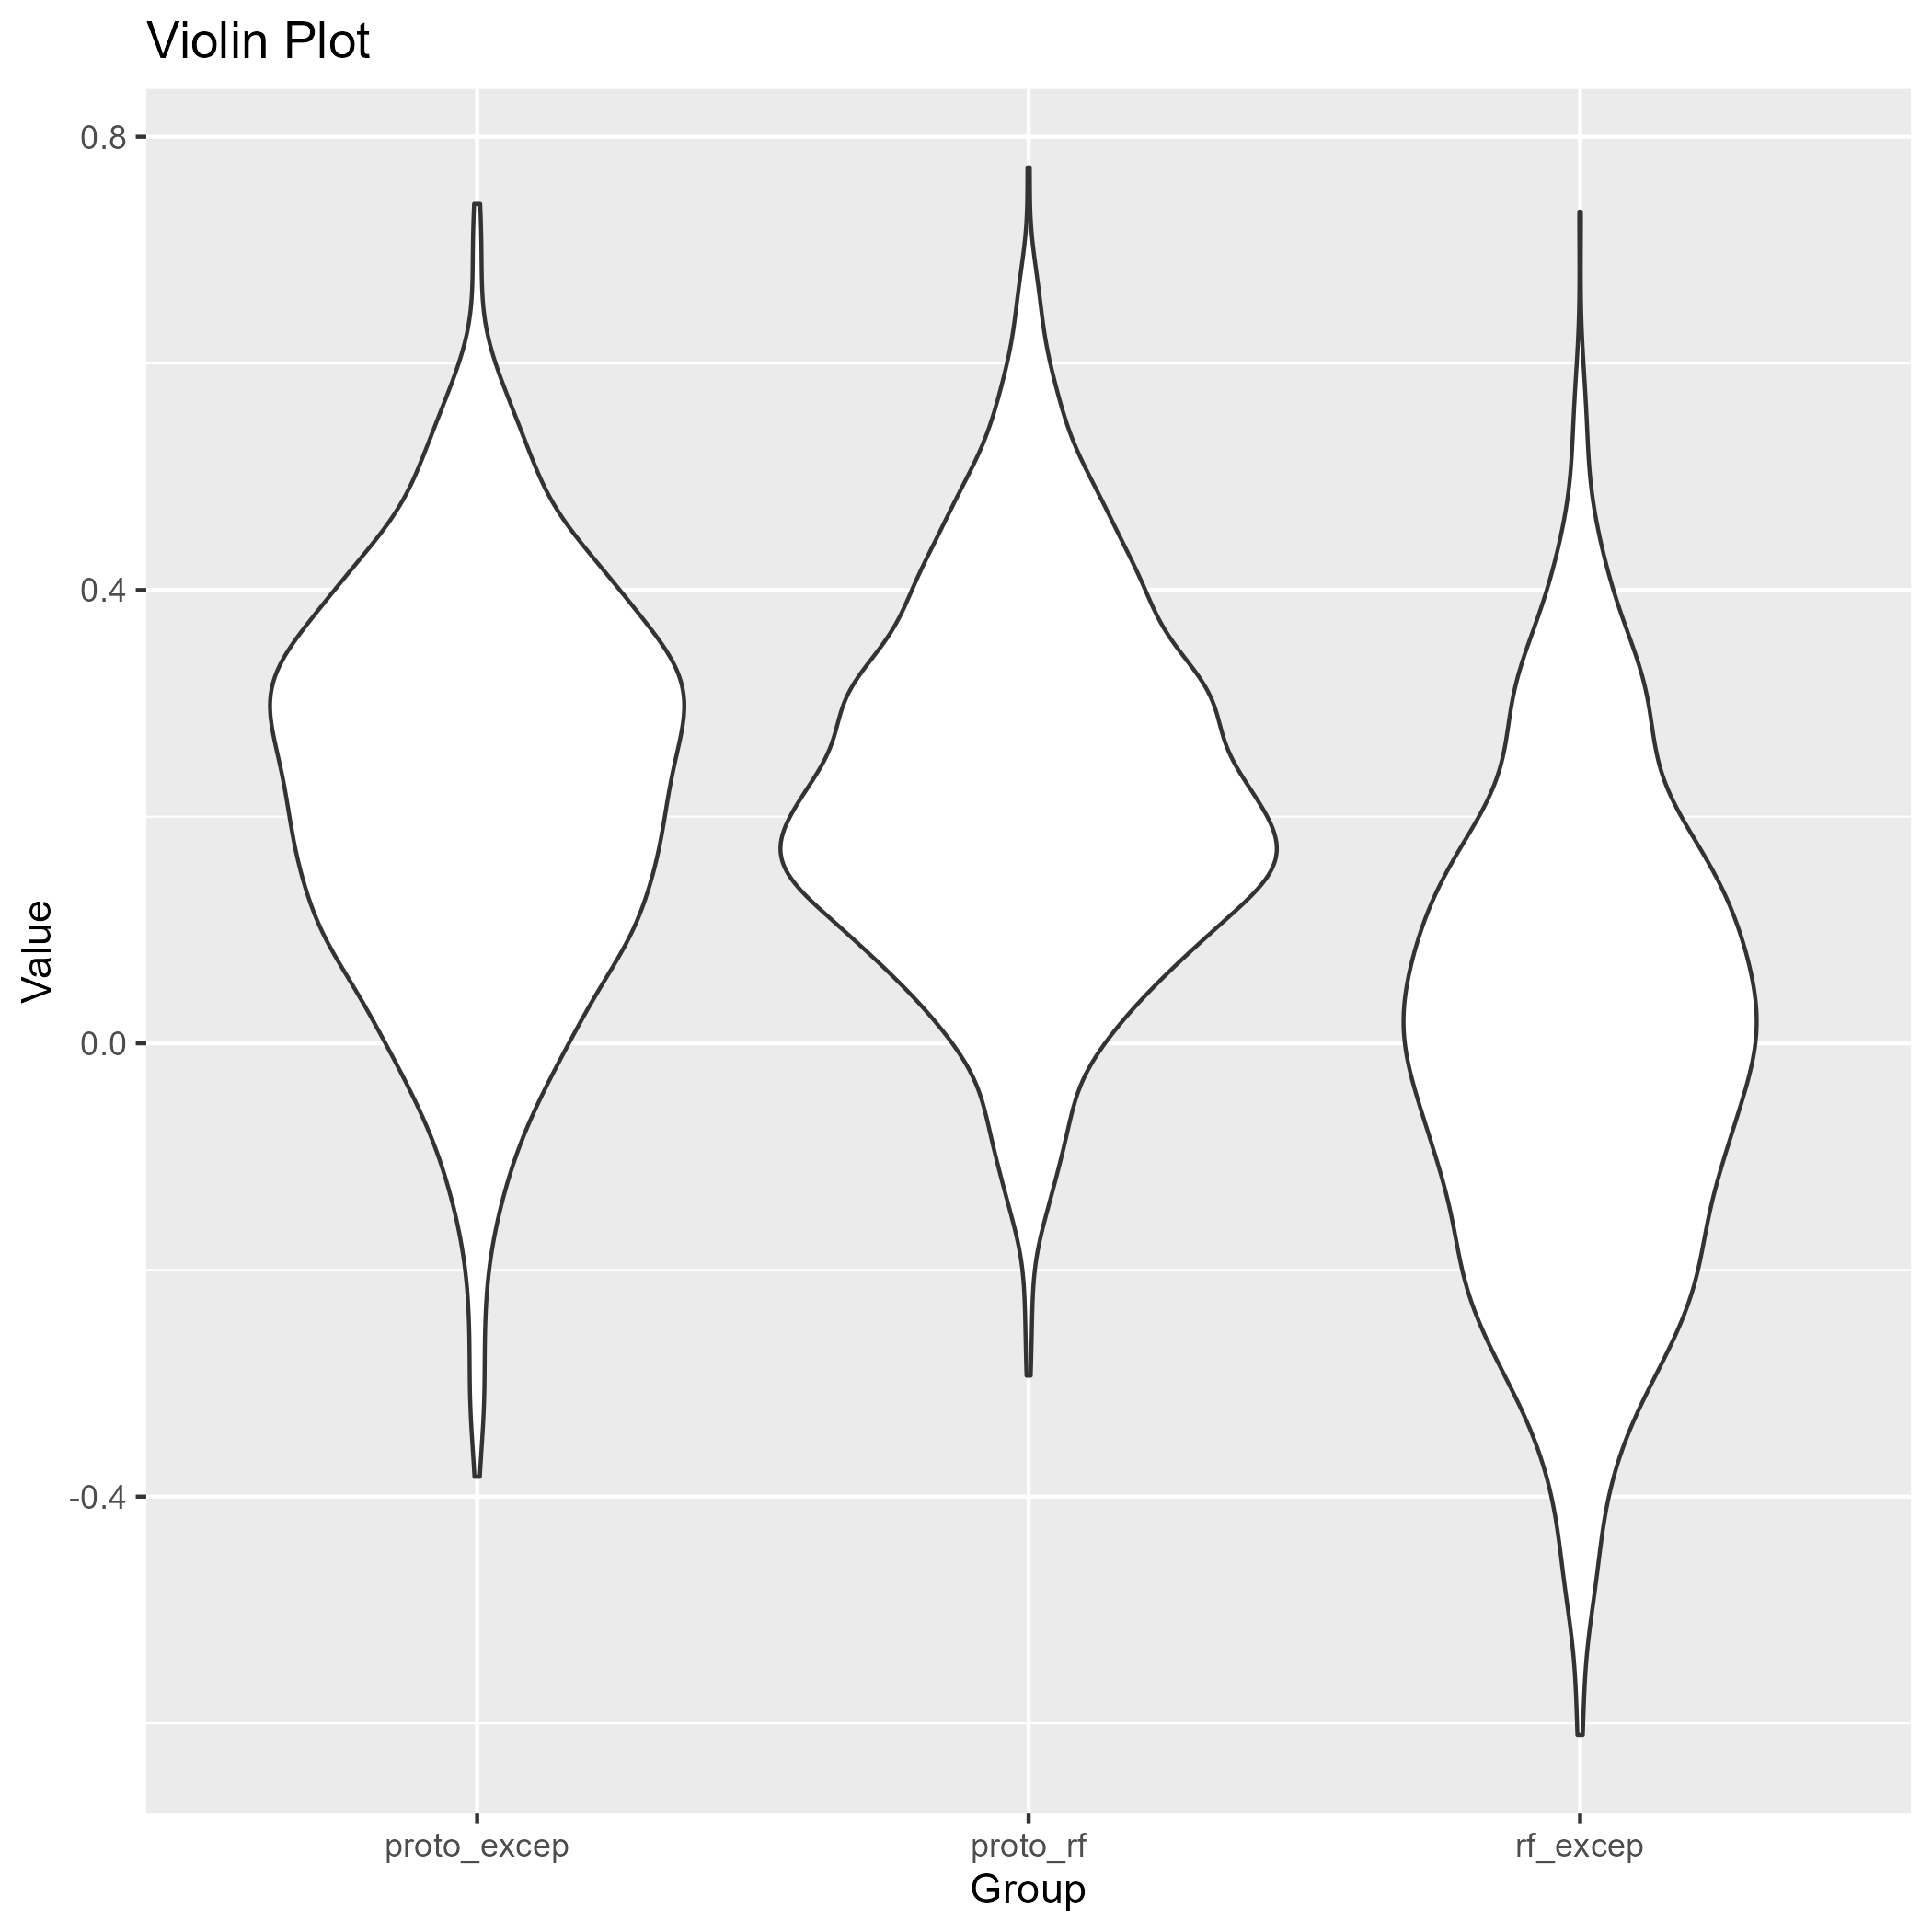 Violin Plot
0.8
0.4
0.0
-0.4
Value
proto_excep proto_rf rf_excep
Group